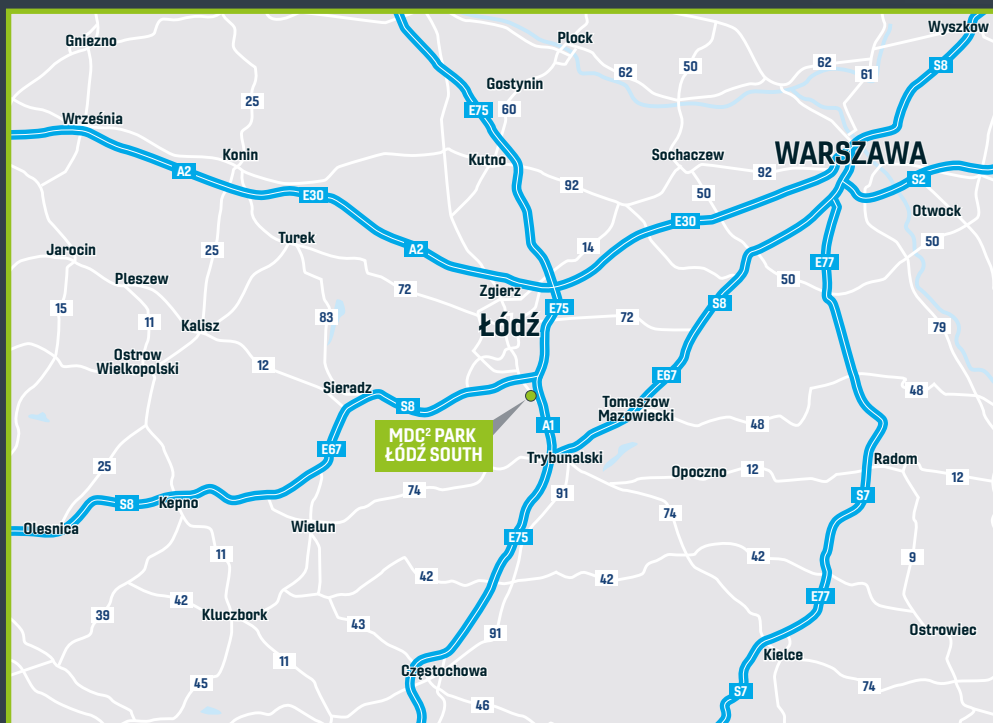 Wyszkow
Płock
Gniezno
62
50
62
S8
61
Gostynin
25
E75
60
Września
WARSZAWA
Konin
Kutno
Sochaczew
A2
92
92
S2
E30
50
Otwock
E30
Turek
50
Jarocin
25
A2
14
E77
Pleszew
50
72
Zgierz
S8
15
E75
11
83
72
Kalisz
Łódź
79
Ostrow
Wielkopolski
12
E67
Sieradz
48
S8
Tomaszow
Mazowiecki
A1
48
MDC² PARK
ŁÓDŹ SOUTH
E67
Trybunalski
Radom
25
Opoczno
12
12
74
91
S7
S8
Kępno
74
Olesnica
Wielun
E75
11
42
9
42
42
E77
42
39
Kluczbork
43
91
Ostrowiec
Kielce
11
Częstochowa
45
74
S7
46